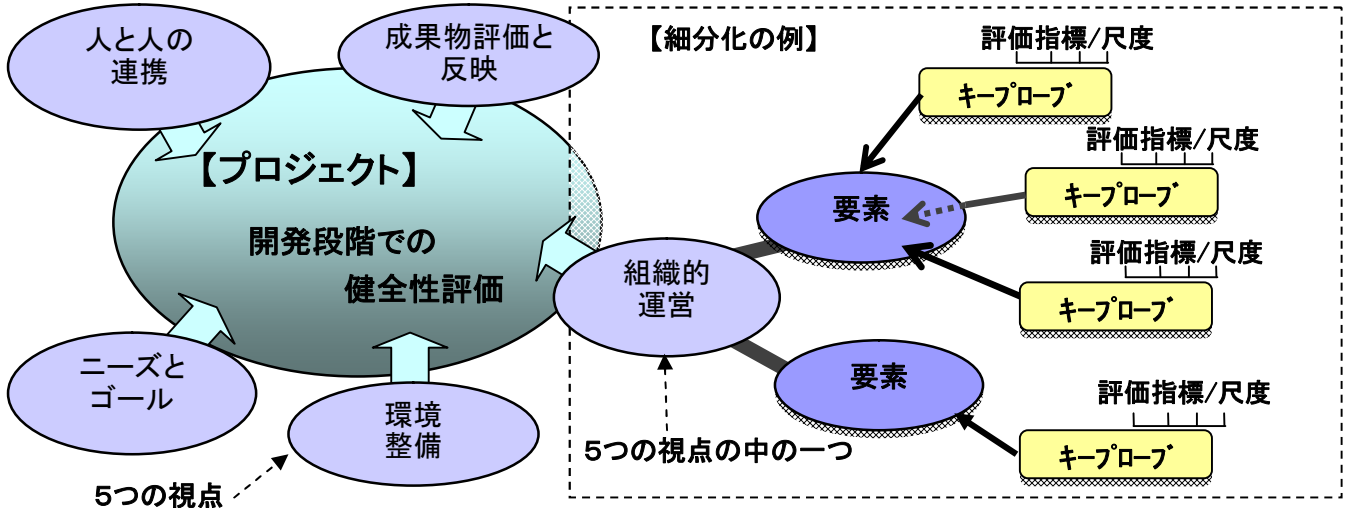 人と人の
連携
成果物評価と
反映
【プロジェクト】
開発段階での
健全性評価
ニーズと
ゴール
環境
整備
5つの視点
【細分化の例】
組織的
運営
5つの視点の中の一つ
要素
要素
評価指標/尺度
キープローブ
評価指標/尺度
キープローブ
評価指標/尺度
キープローブ
評価指標/尺度
キープローブ